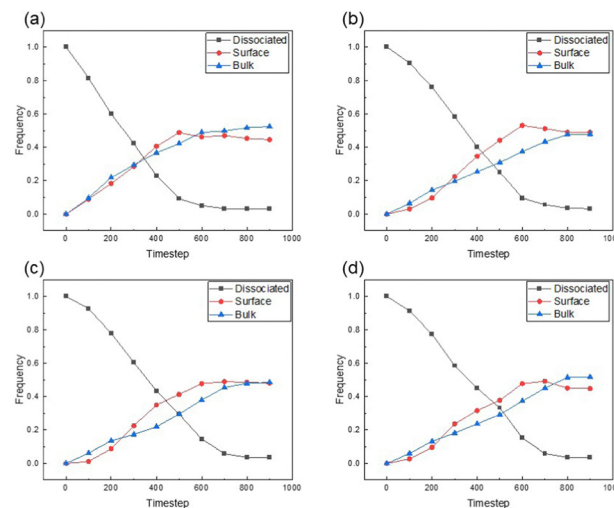 (a)
Dissociated
Surface
Bulk
1.0
0.8
0.6
0.4
0.2
0.0
Frequency
0 200 400 600 800 1000
Timestep
(b)
Dissociated
Surface
Bulk
1.0
0.8
0.6
0.4
0.2
0.0
Frequency
0 200 400 600 800 100
Timestep
(c)
Dissociated
Surface
Bulk
1.0
0.8
0.6
0.4
0.2
0.0
Frequency
0 200 400 600 800 1000
Timestep
(d)
Dissociated
Surface
Bulk
1.0
0.8
0.6
0.4
0.2
0.0
Frequency
0 200 400 600 800 100
Timestep